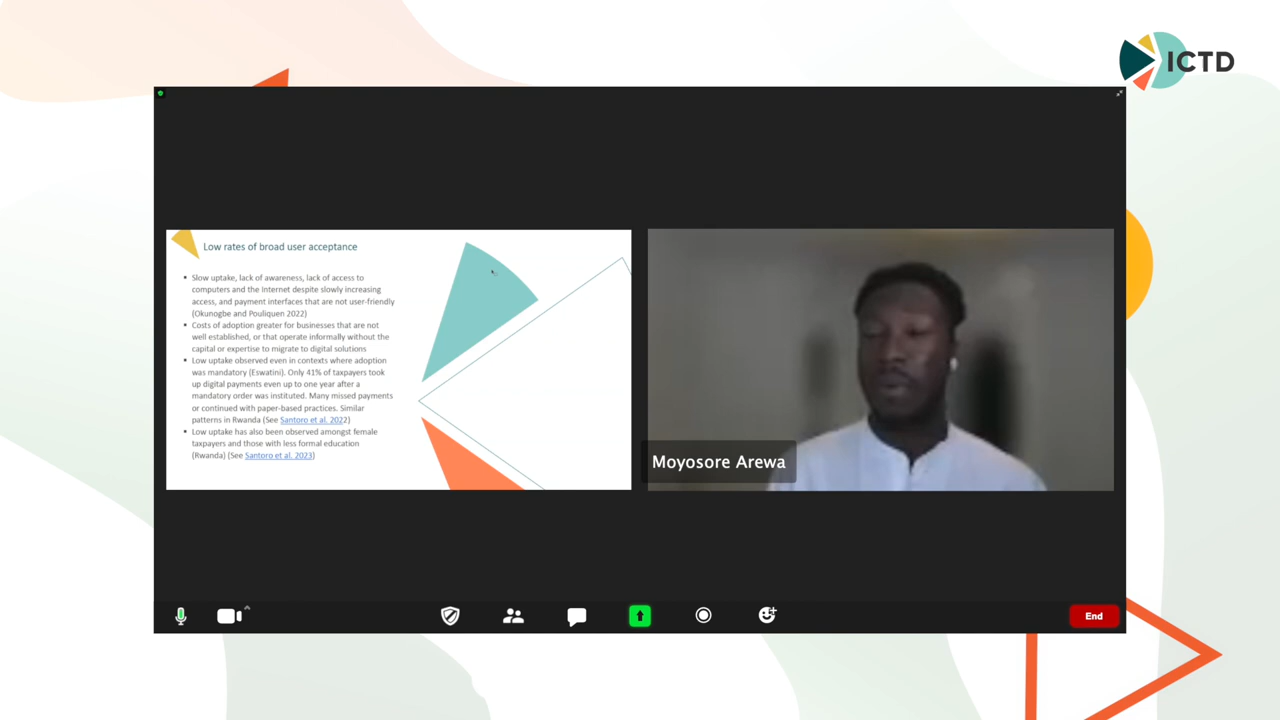 ICTD
Low rates of broad user acceptance
• Slow uptake, lack of awareness, lack of access to
computers and the Internet despite slowly increasing
access, and payment interfaces that are not user-friendly
(Okunogbe and Pouliquen 2022)
• Costs of adoption greater for businesses that are not
well established, or that operate informally without the
capital or expertise to migrate to digital solutions
• Low uptake observed even in contexts where adoption
was mandatory (Eswatini). Only 41% of taxpayers took
up digital payments even up to one year after a
mandatory order was instituted. Many missed payments
or continued with paper-based practices. Similar
patterns in Rwanda (See Santoro et al. 2022)
• Low uptake has also been observed amongst female
taxpayers and those with less formal education
(Rwanda) (See Santoro et al. 2023)
Moyosore Arewa
End